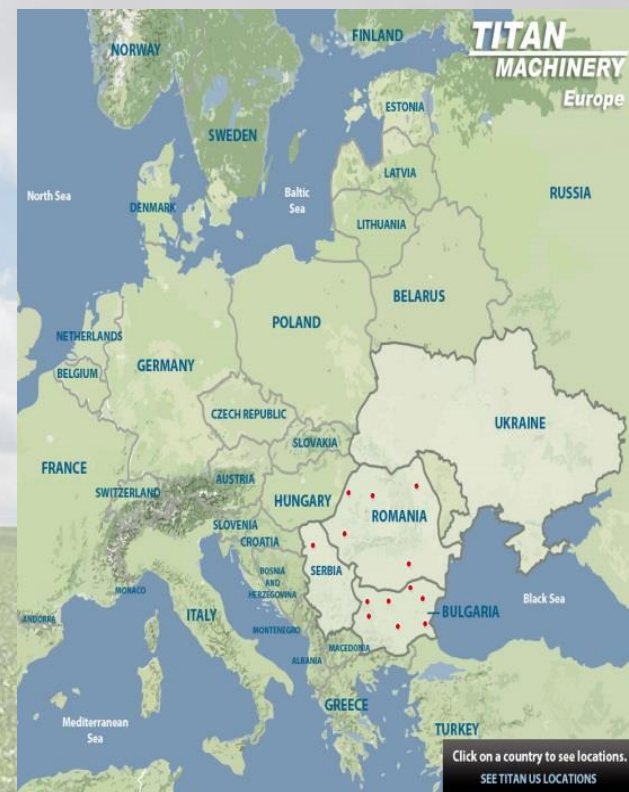 TITAN
MACHINERY
Europe
NORWAY
FINLAND
SWEDEN
ESTONIA
North Sea
Baltic
Sea
LATVIA
RUSSIA
DENMARK
LITHUANIA
BELARUS
NETHERLANDS
POLAND
BELGIUM
GERMANY
CZECH REPUBLIC
UKRAINE
SLOVAKIA
FRANCE
AUSTRIA
SWITZERLAND
HUNGARY
ROMANIA
SLOVENIA
CROATIA
SERBIA
BOSNIA
AND
HERZEGOVINA
MONACO
Black Sea
ANDORRA
ITALY
BULGARIA
MONTENEGRO
MACEDONIA
ALBANIA
GREECE
Mediterranean
Sea
TURKEY
Click on a country to see locations.
SEE TITAN US LOCATIONS